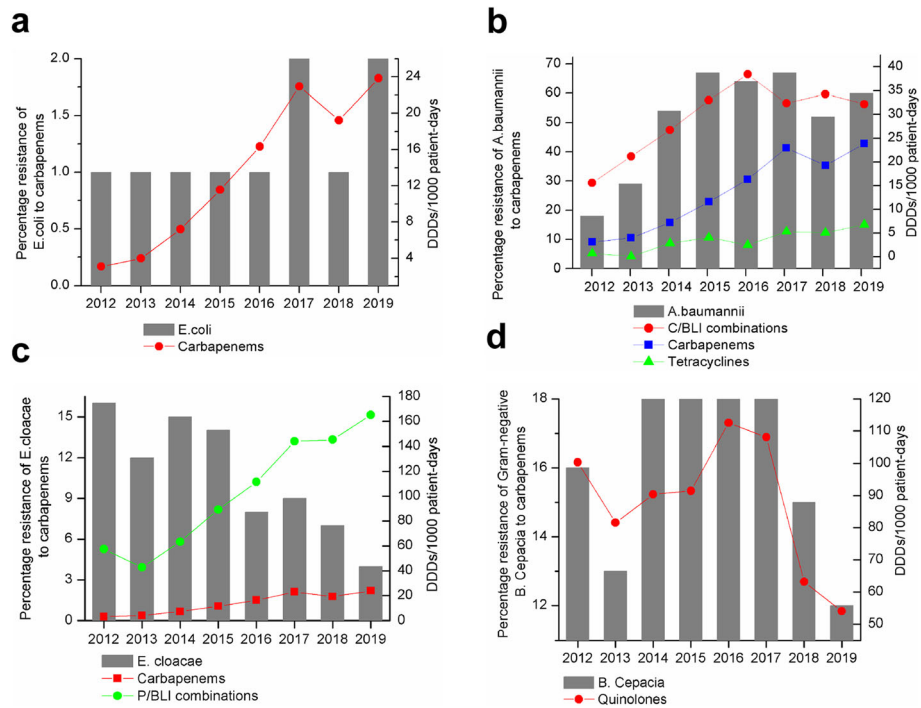 a
2.0
1.5
1.0
0.5
0.0
Percentage resistance of
E.coli to carbapenems
24
20
16
12
8
4
DDDs/1000 patient-days
2012 2013 2014 2015 2016 2017 2018 2019
E.coli
Carbapenems
b
70
60
50
40
30
20
10
0
Percentage resistance of A.baumannii
to carbapenems
40
35
30
25
20
15
10
5
0
DDDs/1000 patient-days
2012 2013 2014 2015 2016 2017 2018 2019
A.baumannii
C/BLI combinations
Carbapenems
Tetracyclines
c
15
12
9
6
3
0
Percentage resistance of E.cloacae
to carbapenems
180
160
140
120
100
80
60
40
20
0
DDDs/1000 patient-days
2012 2013 2014 2015 2016 2017 2018 2019
E. cloacae
Carbapenems
P/BLI combinations
d
18
16
14
12
Percentage resistance of Gram-negative
B. Cepacia to carbapenems
120
110
100
90
80
70
60
50
DDDs/1000 patient-days
2012 2013 2014 2015 2016 2017 2018 2019
B. Cepacia
Quinolones